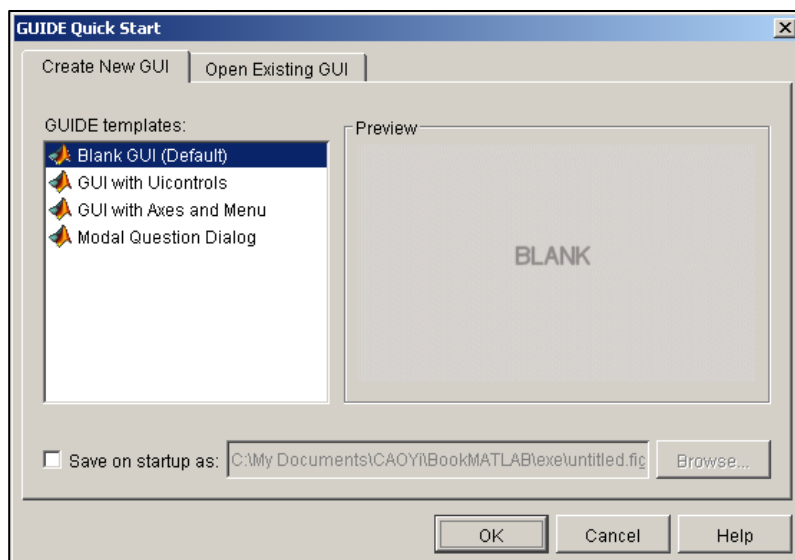 GUIDE Quick Start
Create New GUI
Open Existing GUI
GUIDE templates:
Blank GUI (Default)
GUI with Uicontrols
GUI with Axes and Menu
Modal Question Dialog
Preview
BLANK
Save on startup as:
C:\My Documents\CAOYi\BookMATLAB\exe\untitled.fig
Browse...
OK
Cancel
Help